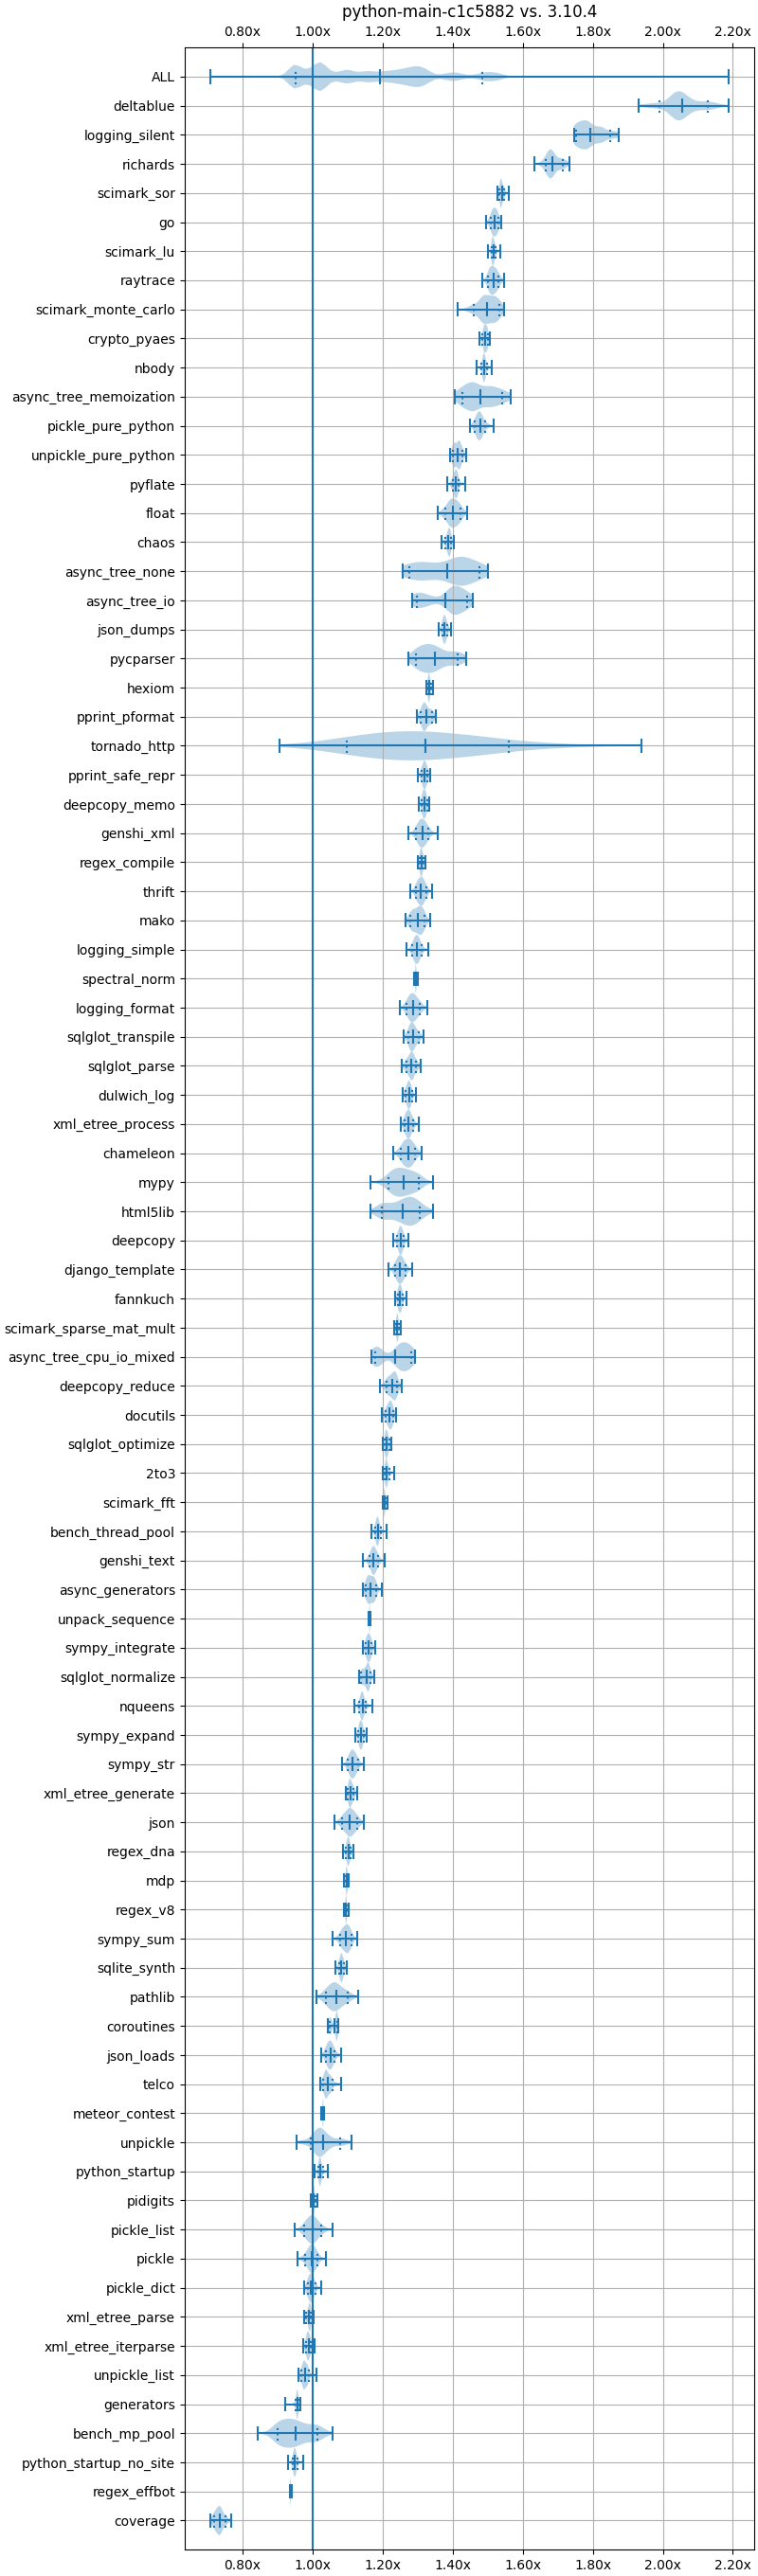 python-main-c1c5882 vs. 3.10.4
0.80x 1.00x 1.20x 1.40x 1.60x 1.80x 2.00x 2.20x
ALL
deltablue
logging_silent
richards
scimark_sor
go
scimark_lu
raytrace
scimark_monte_carlo
crypto_pyaes
nbody
async_tree_memoization
pickle_pure_python
unpickle_pure_python
pyflate
float
chaos
async_tree_none
async_tree_io
json_dumps
pycparser
hexiom
pprint_pformat
tornado_http
pprint_safe_repr
deepcopy_memo
genshi_xml
regex_compile
thrift
mako
logging_simple
spectral_norm
logging_format
sqlglot_transpile
sqlglot_parse
dulwich_log
xml_etree_process
chameleon
mypy
html5lib
deepcopy
django_template
fannkuch
scimark_sparse_mat_mult
async_tree_cpu_io_mixed
deepcopy_reduce
docutils
sqlglot_optimize
2to3
scimark_fft
bench_thread_pool
genshi_text
async_generators
unpack_sequence
sympy_integrate
sqlglot_normalize
nqueens
sympy_expand
sympy_str
xml_etree_generate
json
regex_dna
mdp
regex_v8
sympy_sum
sqlite_synth
pathlib
coroutines
json_loads
telco
meteor_contest
unpickle
python_startup
pidigits
pickle_list
pickle
pickle_dict
xml_etree_parse
xml_etree_iterparse
unpickle_list
generators
bench_mp_pool
python_startup_no_site
regex_effbot
coverage
0.80x 1.00x 1.20x 1.40x 1.60x 1.80x 2.00x 2.20x